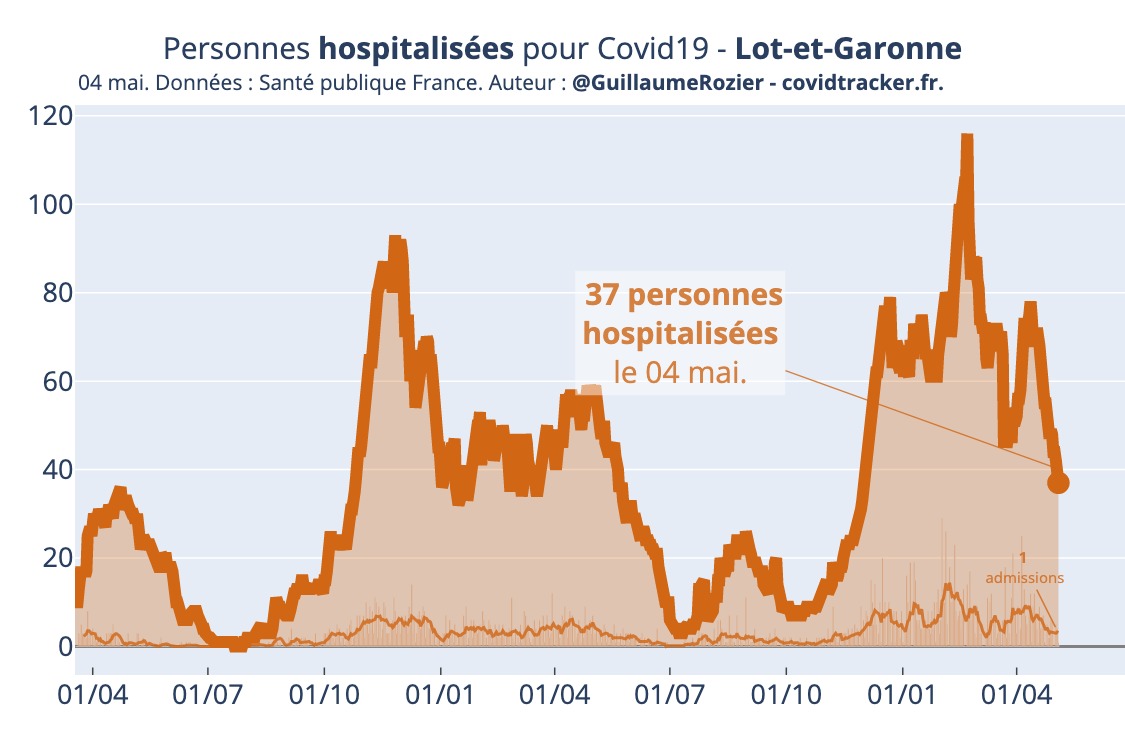 Personnes hospitalisées pour Covid19 - Lot-et-Garonne
04 mai. Données : Santé publique France. Auteur : @GuillaumeRozier - covidtracker.fr.
120
100
80
60
40
20
0
37 personnes
hospitalisées
le 04 mai.
1
admissions
01/04
01/07
01/10
01/01
01/04
01/07
01/10
01/01
01/04